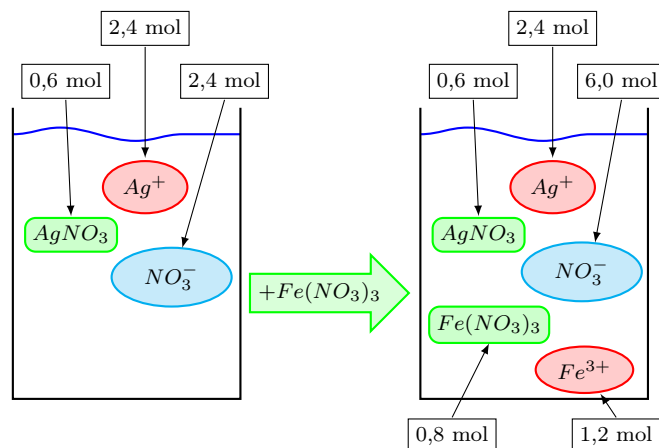 2,4 mol
0,6 mol
2,4 mol
Ag⁺
AgNO₃
NO₃⁻
+Fe(NO₃)₃
2,4 mol
0,6 mol
6,0 mol
Ag⁺
AgNO₃
NO₃⁻
Fe(NO₃)₃
Fe³⁺
0,8 mol
1,2 mol